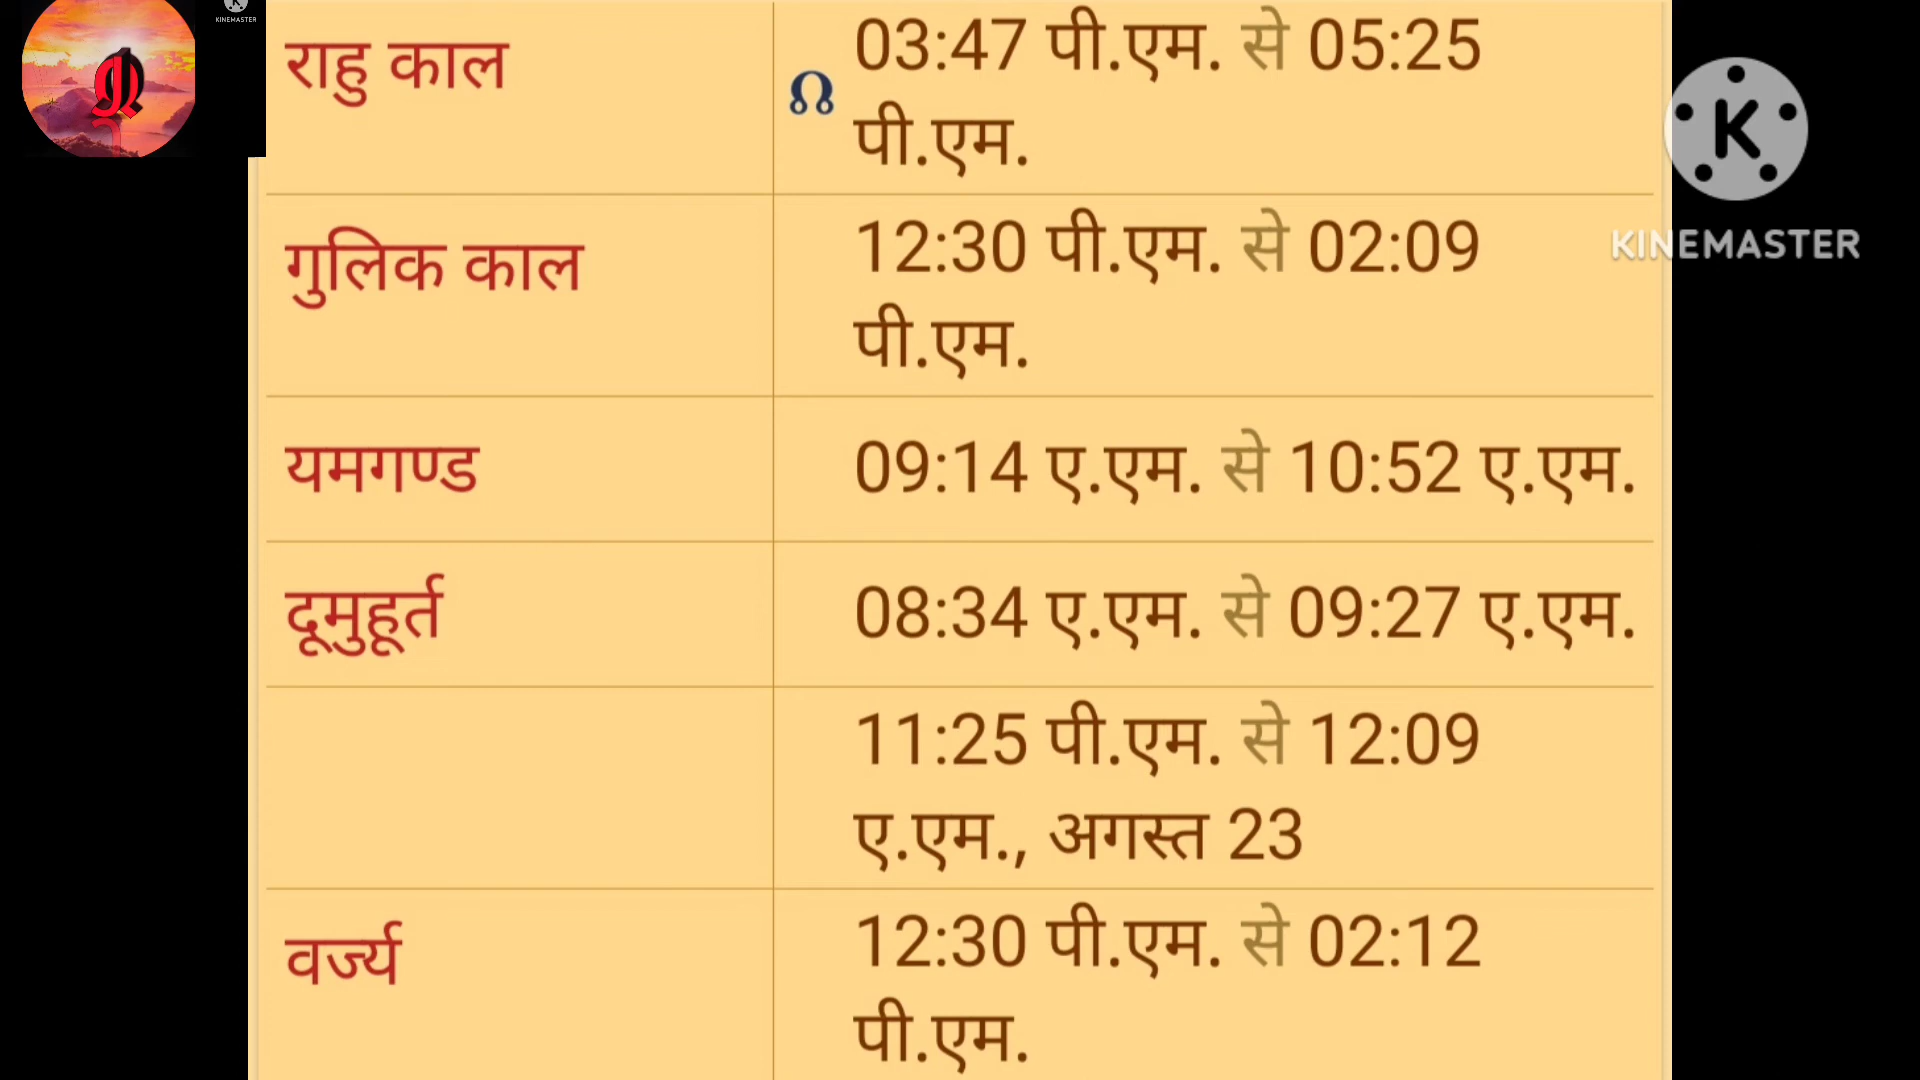 KINEMASTER
राहु काल
03:47 पी.एम. से 05:25
पी.एम.
K
KINEMASTER
गुलिक काल
12:30 पी.एम. से 02:09
पी.एम.
यमगण्ड
09:14 ए.एम. से 10:52 ए.एम.
दूमुहूर्त
08:34 ए.एम. से 09:27 ए.एम.
11:25 पी.एम. से 12:09
ए.एम., अगस्त 23
वर्ज्य
12:30 पी.एम. से 02:12
पी.एम.